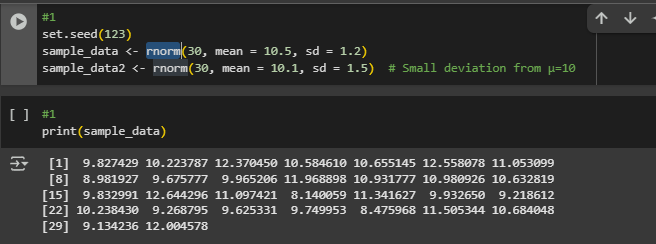 #1
set.seed(123)
sample_data <- rnorm(30, mean = 10.5, sd = 1.2)
sample_data2 <- rnorm(30, mean = 10.1, sd = 1.5)  # Small deviation from μ=10
[ ] #1
print(sample_data)
[1]  9.827429 10.223787 12.370450 10.584610 10.655145 12.558078 11.053099
[8]  8.981927  9.675777  9.965206 11.968898 10.931777 10.980926 10.632819
[15]  9.832991 12.644296 11.097421  8.140059 11.341627  9.932650  9.218612
[22] 10.238430  9.268795  9.625331  9.749953  8.475968 11.505344 10.684048
[29]  9.134236 12.004578